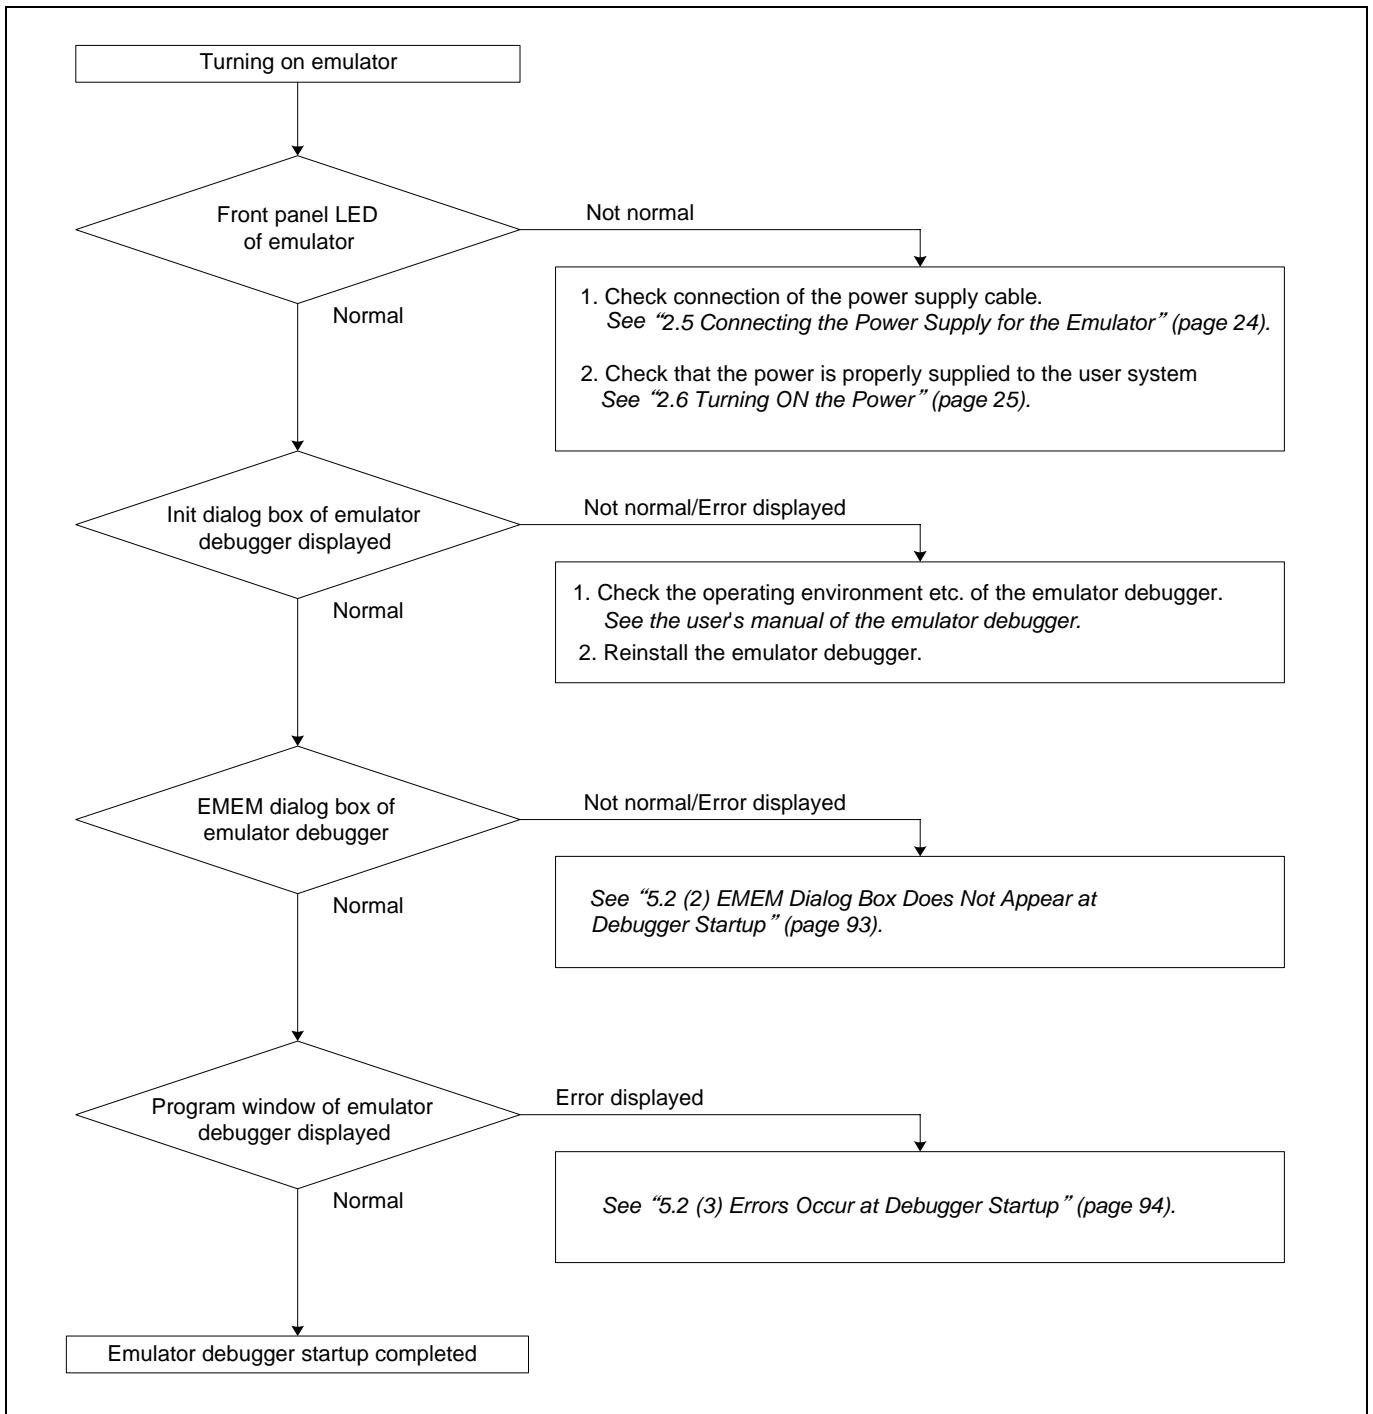 Turning on emulator
Front panel LED
of emulator
Not normal
Normal
1. Check connection of the power supply cable.
See “2.5 Connecting the Power Supply for the Emulator” (page 24).
2. Check that the power is properly supplied to the user system
See “2.6 Turning ON the Power” (page 25).
Init dialog box of emulator
debugger displayed
Not normal/Error displayed
Normal
1. Check the operating environment etc. of the emulator debugger.
See the user's manual of the emulator debugger.
2. Reinstall the emulator debugger.
EMEM dialog box of
emulator debugger
Not normal/Error displayed
Normal
See “5.2 (2) EMEM Dialog Box Does Not Appear at
Debugger Startup” (page 93).
Program window of emulator
debugger displayed
Error displayed
Normal
See “5.2 (3) Errors Occur at Debugger Startup” (page 94).
Emulator debugger startup completed